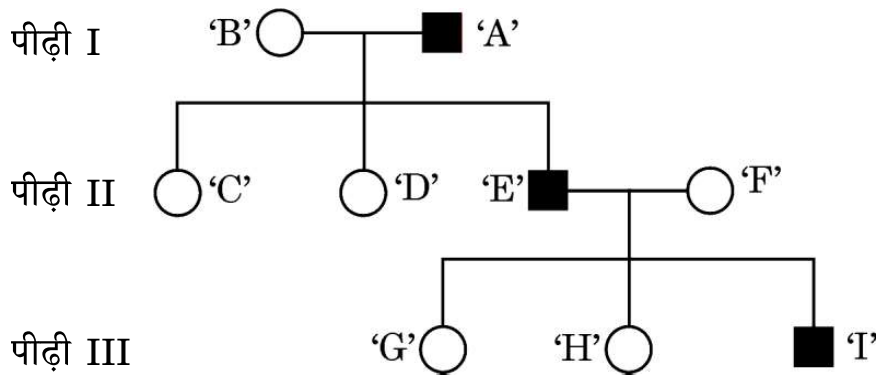 पीढ़ी I ‘B’ ‘A’
पीढ़ी II ‘C’ ‘D’ ‘E’ ‘F’
पीढ़ी III ‘G’ ‘H’ ‘I’